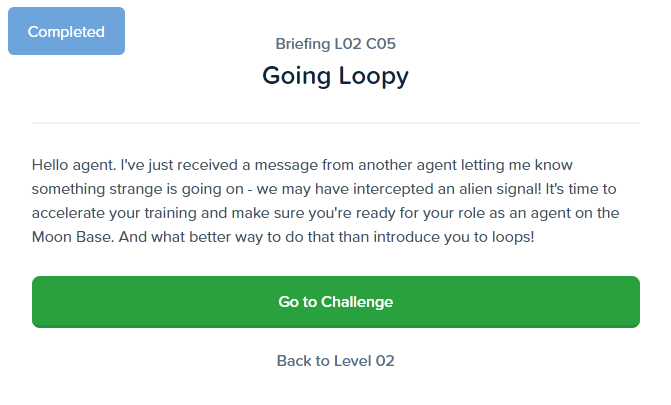 Completed
Briefing L02 C05
Going Loopy
Hello agent. I've just received a message from another agent letting me know
something strange is going on - we may have intercepted an alien signal! It's time to
accelerate your training and make sure you're ready for your role as an agent on the
Moon Base. And what better way to do that than introduce you to loops!
Go to Challenge
Back to Level 02